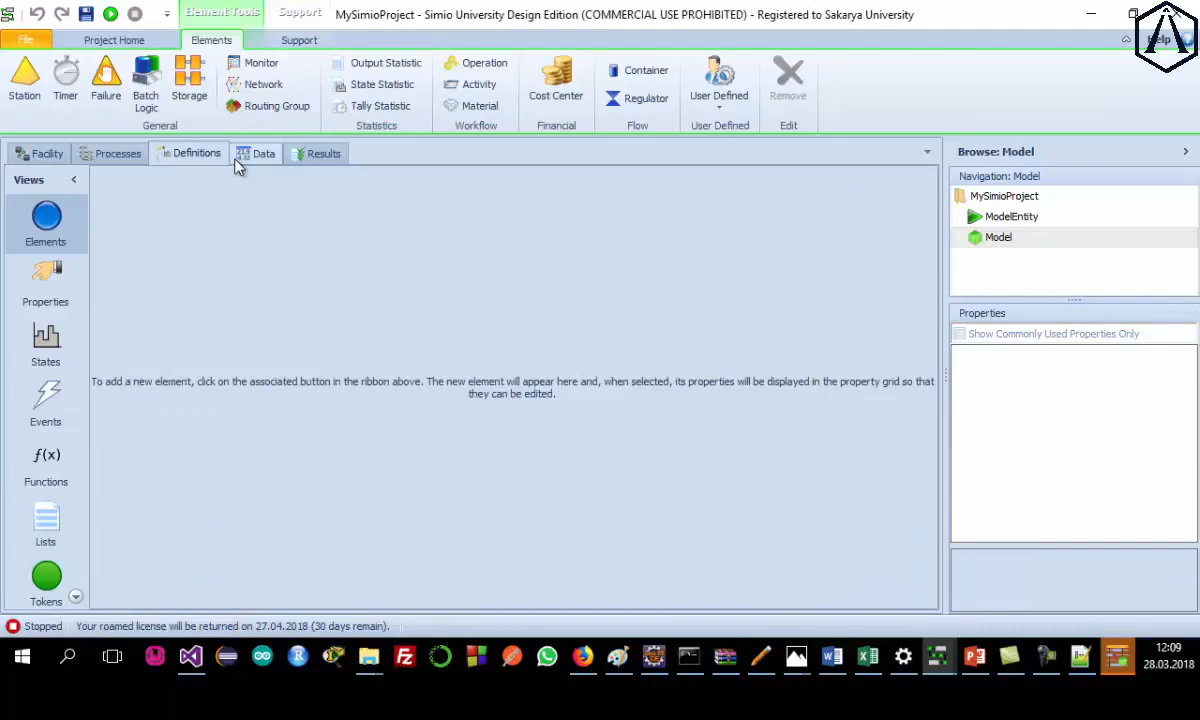 Element Tools
Support
MySimioProject - Simio University Design Edition (COMMERCIAL USE PROHIBITED) - Registered to Sakarya University
File
Project Home
Elements
Support
Help
Station
Timer
Failure
Batch Logic
Storage
Monitor
Network
Routing Group
General
Output Statistic
State Statistic
Tally Statistic
Statistics
Operation
Activity
Material
Workflow
Cost Center
Financial
Container
Regulator
Flow
User Defined
User Defined
Remove
Edit
Facility
Processes
Definitions
Data
Results
Views
Elements
Properties
States
Events
f(x)
Functions
Lists
Tokens
To add a new element, click on the associated button in the ribbon above. The new element will appear here and, when selected, its properties will be displayed in the property grid so that
they can be edited.
Browse: Model
Navigation: Model
MySimioProject
ModelEntity
Model
Properties
Show Commonly Used Properties Only
Stopped
Your roamed license will be returned on 27.04.2018 (30 days remain).
12:09
28.03.2018